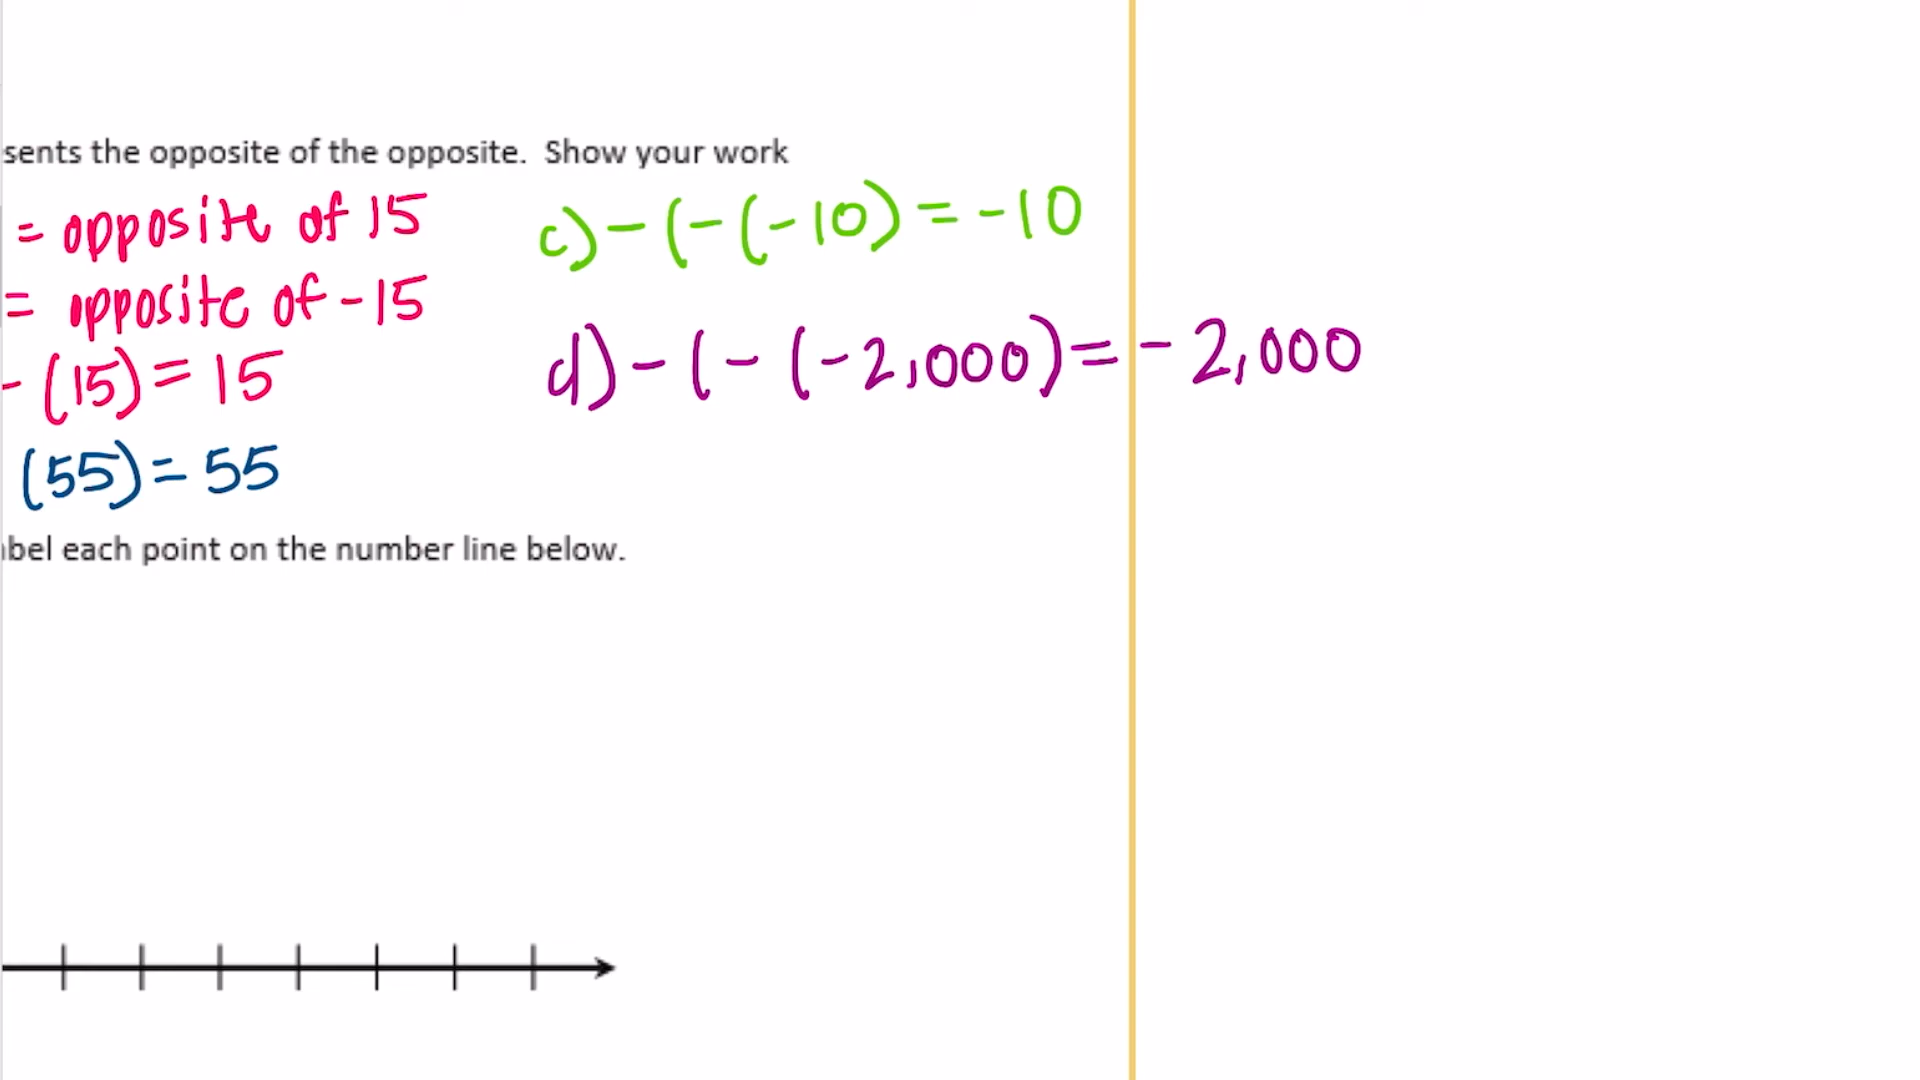 sents the opposite of the opposite. Show your work
= opposite of 15
= opposite of -15
- (15) = 15
(55) = 55
c) - (- (-10) = -10
d) - (- (-2,000) = - 2,000
bel each point on the number line below.